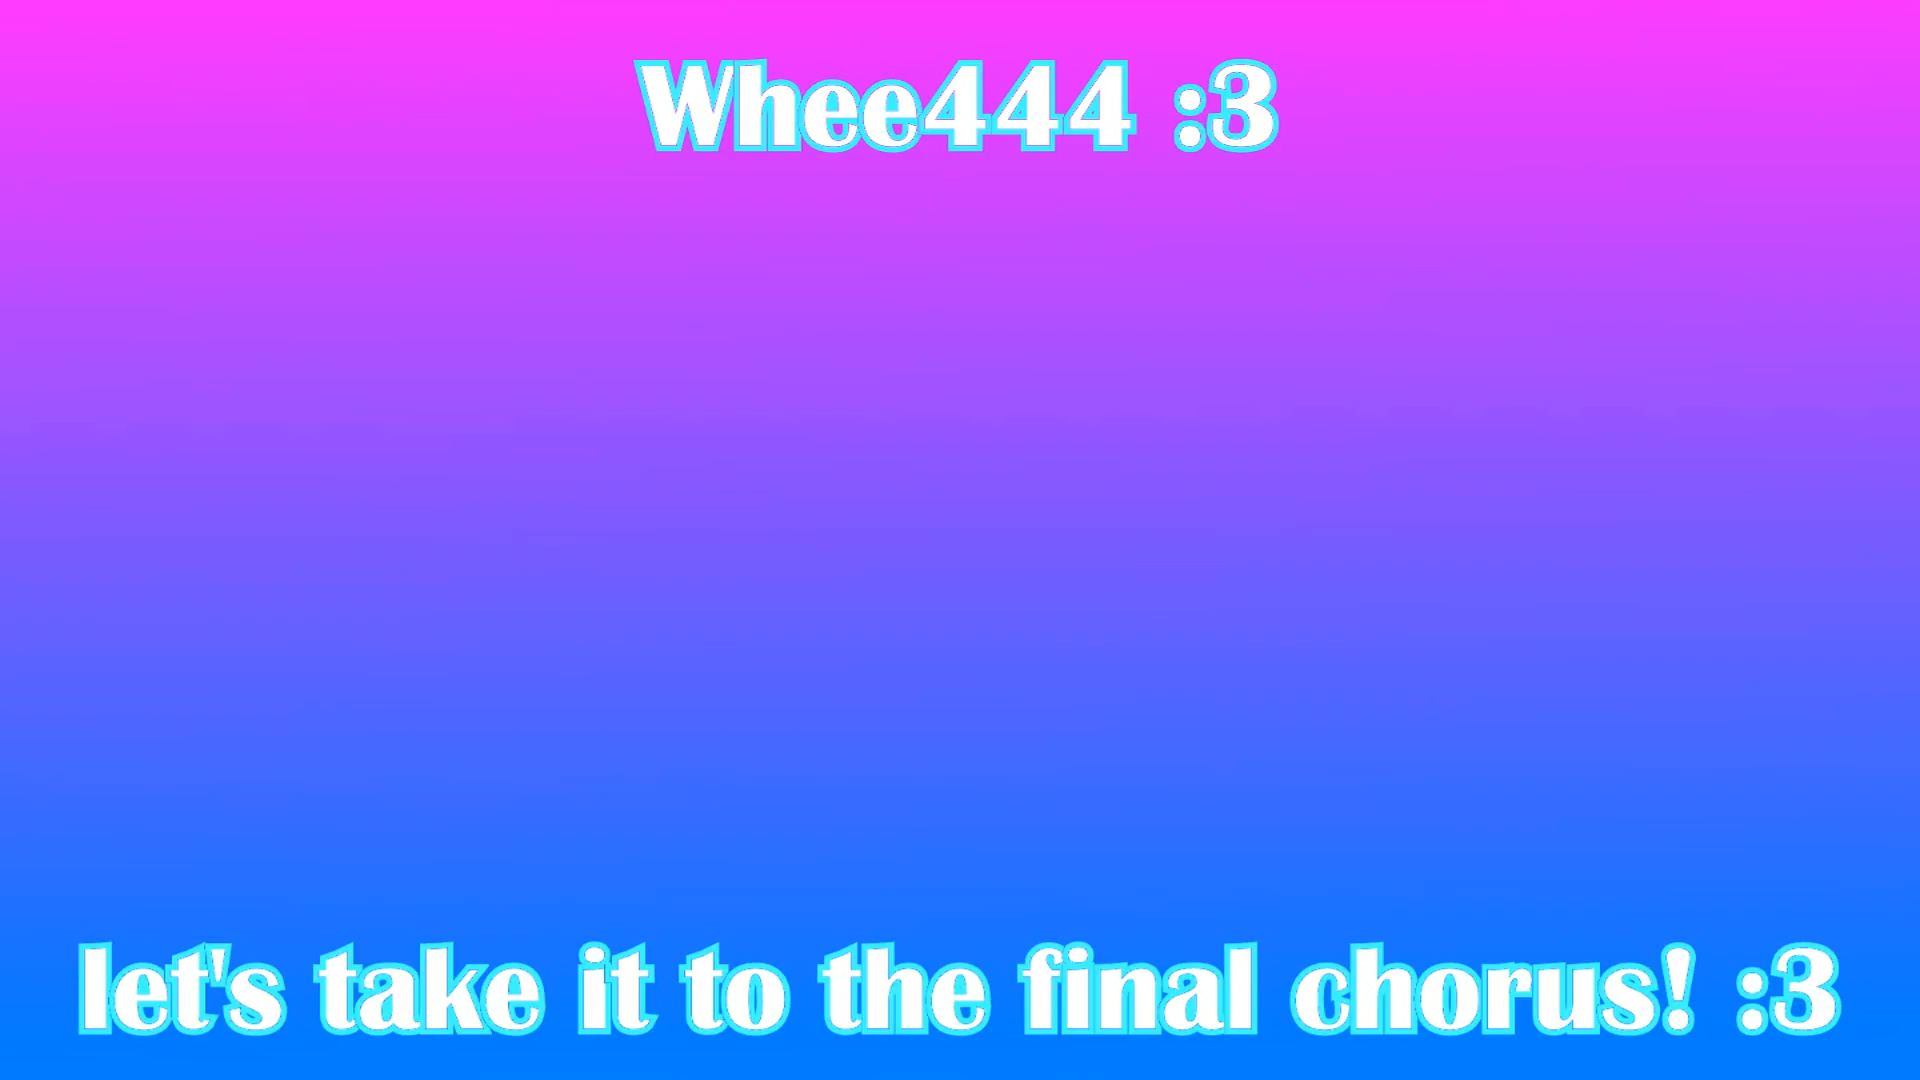 Whee444 :3
let's take it to the final chorus! :3